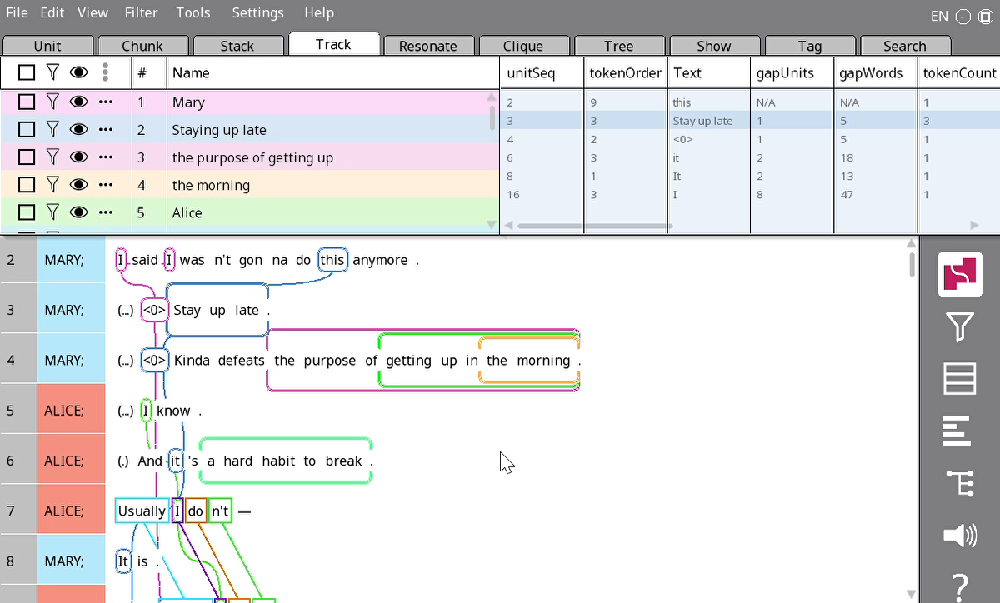 File Edit View Filter Tools Settings Help EN
Unit Chunk Stack Track Resonate Clique Tree Show Tag Search
# Name unitSeq tokenOrder Text gapUnits gapWords tokenCount
1 Mary
2 Staying up late
3 the purpose of getting up
4 the morning
5 Alice
2 9 this N/A N/A 1
3 3 Stay up late 1 5 3
4 2 <0> 1 5 1
6 3 it 2 18 1
8 1 It 2 13 1
16 3 I 8 47 1
2 MARY; I said I was n't gon na do this anymore .
3 MARY; (...) <0> Stay up late .
4 MARY; (...) <0> Kinda defeats the purpose of getting up in the morning .
5 ALICE; (...) I know .
6 ALICE; (.) And it 's a hard habit to break .
7 ALICE; Usually I do n't —
8 MARY; It is .
?